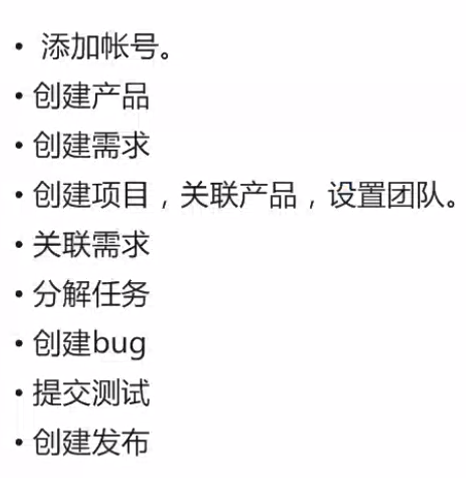 • 添加帐号。
• 创建产品
• 创建需求
• 创建项目，关联产品，设置团队。
• 关联需求
• 分解任务
• 创建bug
• 提交测试
• 创建发布